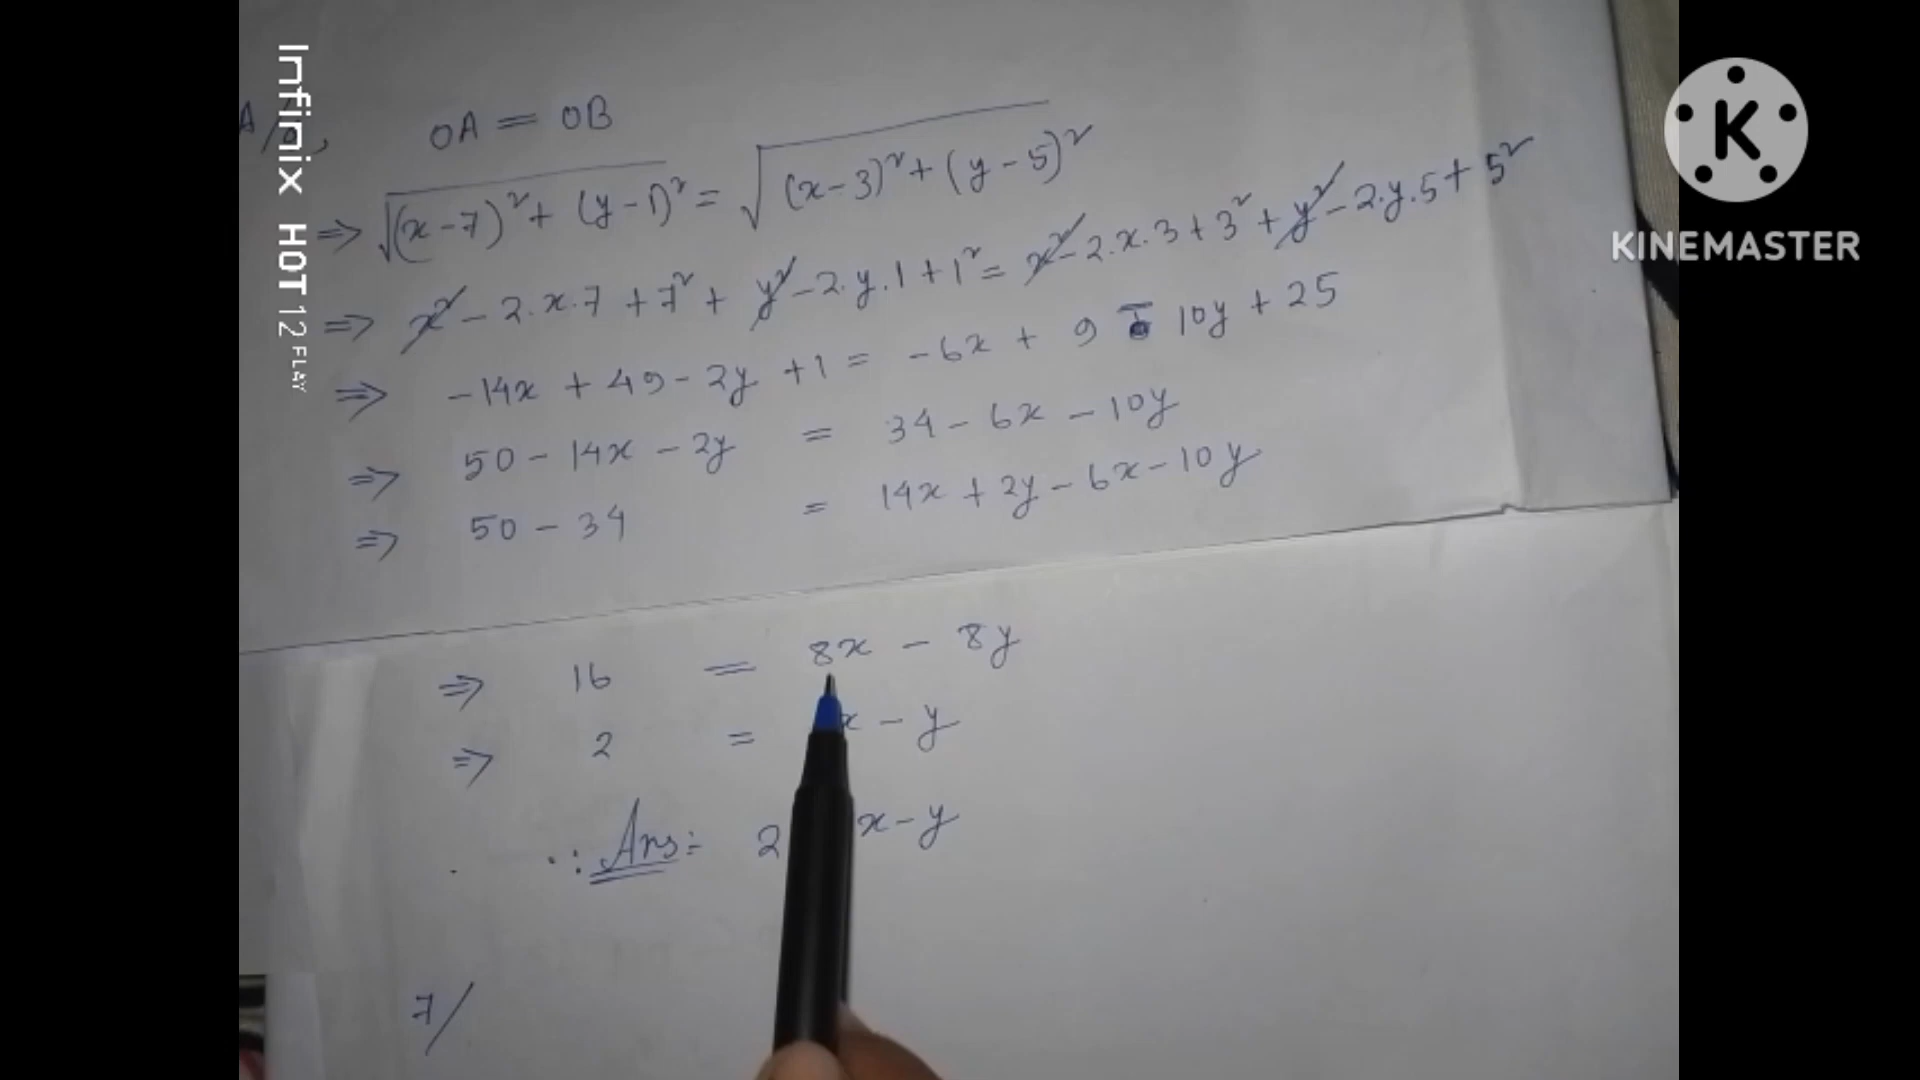 OA = OB
⇒ √(x-7)² + (y-1)² = √(x-3)² + (y-5)²
⇒ x² - 2.x.7 + 7² + y² - 2.y.1 + 1² = x² - 2.x.3 + 3² + y² - 2.y.5 + 5²
⇒ -14x + 49 - 2y + 1 = -6x + 9 - 10y + 25
⇒ 50 - 14x - 2y = 34 - 6x - 10y
⇒ 50 - 34 = 14x + 2y - 6x - 10y
⇒ 16 = 8x - 8y
⇒ 2 = x - y
∴ Ans: 2 x - y
7/
Infinix HOT 12 PLAY
KINEMASTER